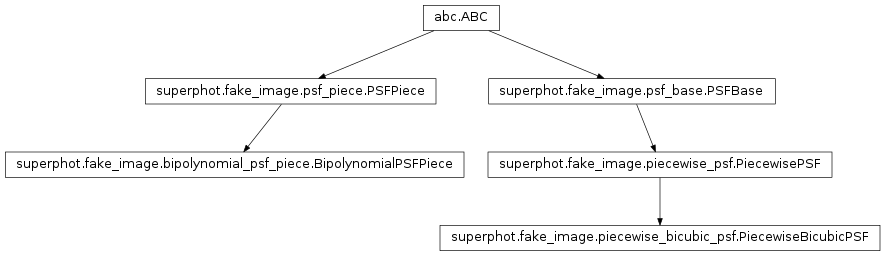 abc.ABC
superphot.fake_image.psf_piece.PSFPiece
superphot.fake_image.psf_base.PSFBase
superphot.fake_image.bipolynomial_psf_piece.BipolynomialPSFPiece
superphot.fake_image.piecewise_psf.PiecewisePSF
superphot.fake_image.piecewise_bicubic_psf.PiecewiseBicubicPSF